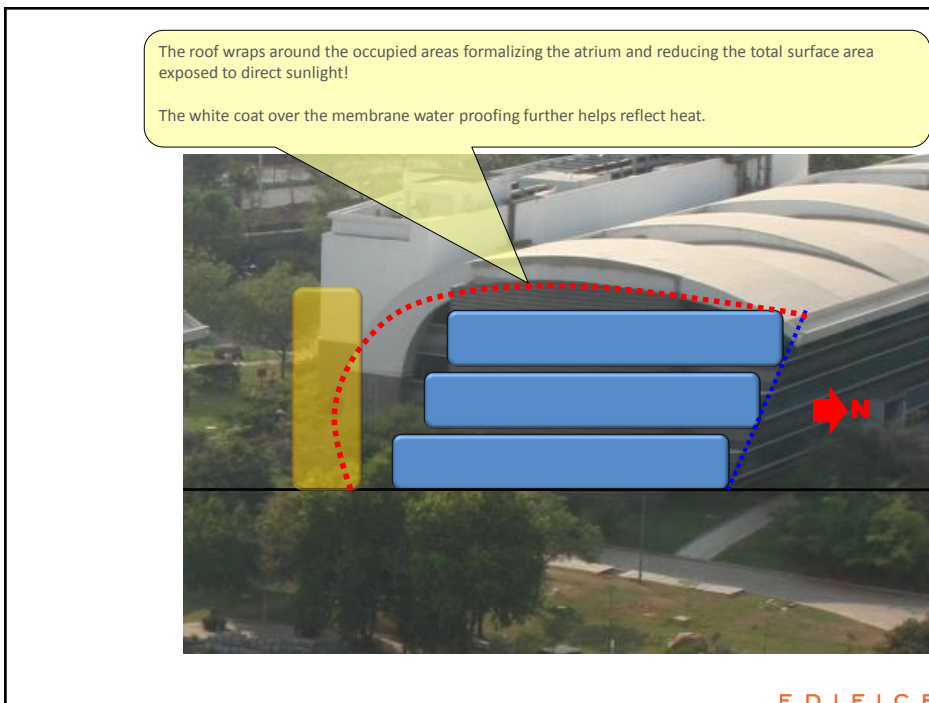 The roof wraps around the occupied areas formalizing the atrium and reducing the total surface area
exposed to direct sunlight!
The white coat over the membrane water proofing further helps reflect heat.
N
EDIFICE